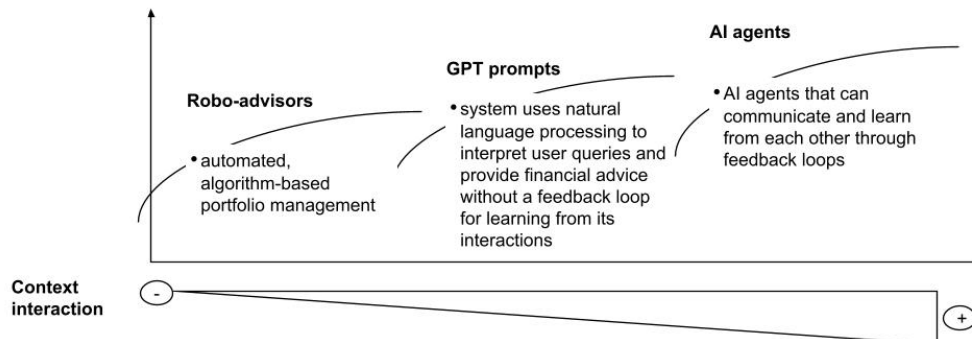 AI agents
GPT prompts
Robo-advisors
• AI agents that can
communicate and learn
from each other through
feedback loops
• system uses natural
language processing to
interpret user queries and
provide financial advice
without a feedback loop
for learning from its
interactions
• automated,
algorithm-based
portfolio management
Context
interaction
-
+